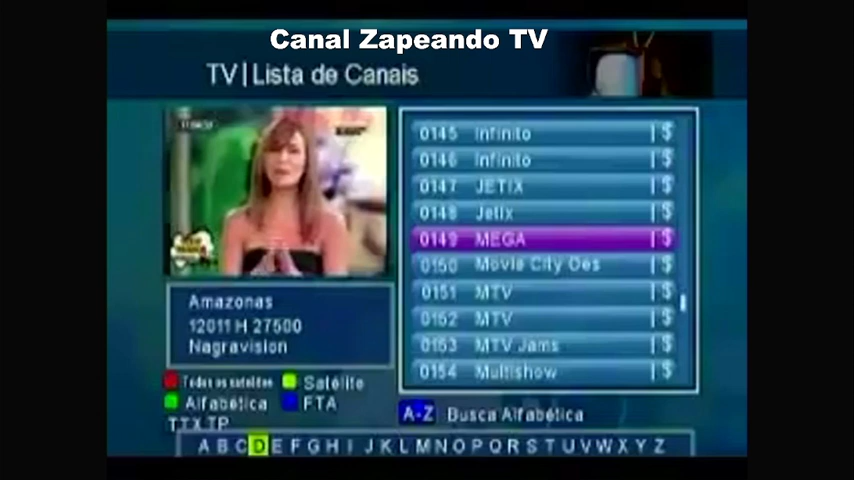 Canal Zapeando TV
TV|Lista de Canais
0145 Infinito | $
0146 Infinito | $
0147 JETIX | $
0148 Jetix | $
0149 MEGA | $
0150 Movie City Oes | $
0151 MTV | $
0152 MTV | $
0153 MTV Jams | $
0154 Multishow | $
Amazonas
12011 H 27500
Nagravision
Todos os satelites
Satélite
Alfabética
FTA
TTX TP
A-Z Busca Alfabética
A B C D E F G H I J K L M N O P Q R S T U V W X Y Z